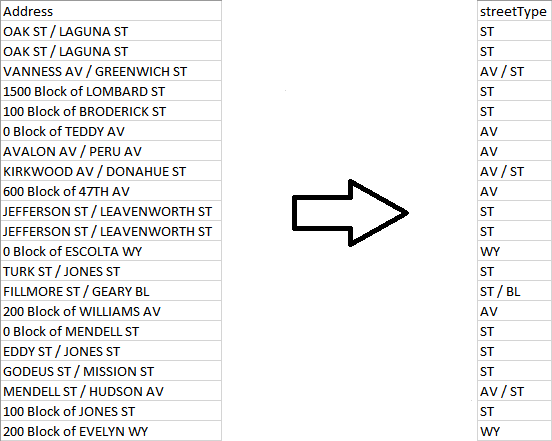 Address streetType
OAK ST / LAGUNA ST ST
OAK ST / LAGUNA ST ST
VANNESS AV / GREENWICH ST AV / ST
1500 Block of LOMBARD ST ST
100 Block of BRODERICK ST ST
0 Block of TEDDY AV AV
AVALON AV / PERU AV AV
KIRKWOOD AV / DONAHUE ST AV / ST
600 Block of 47TH AV AV
JEFFERSON ST / LEAVENWORTH ST ST
JEFFERSON ST / LEAVENWORTH ST ST
0 Block of ESCOLTA WY WY
TURK ST / JONES ST ST
FILLMORE ST / GEARY BL ST / BL
200 Block of WILLIAMS AV AV
0 Block of MENDELL ST ST
EDDY ST / JONES ST ST
GODEUS ST / MISSION ST ST
MENDELL ST / HUDSON AV AV / ST
100 Block of JONES ST ST
200 Block of EVELYN WY WY